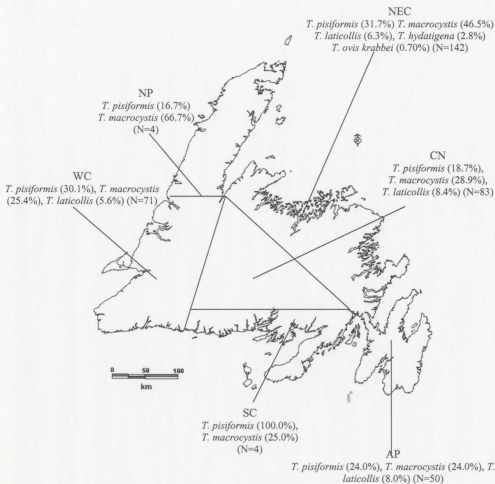 NEC
T. pisiformis (31.7%) T. macrocystis (46.5%)
T. laticollis (6.3%), T. hydatigena (2.8%)
T. ovis krabbei (0.70%) (N=142)
NP
T. pisiformis (16.7%)
T. macrocystis (66.7%)
(N=4)
CN
T. pisiformis (18.7%),
T. macrocystis (28.9%),
T. laticollis (8.4%) (N=83)
WC
T. pisiformis (30.1%), T. macrocystis
(25.4%), T. laticollis (5.6%) (N=71)
0 50 100
km
SC
T. pisiformis (100.0%),
T. macrocystis (25.0%)
(N=4)
AP
T. pisiformis (24.0%), T. macrocystis (24.0%), T.
laticollis (8.0%) (N=50)